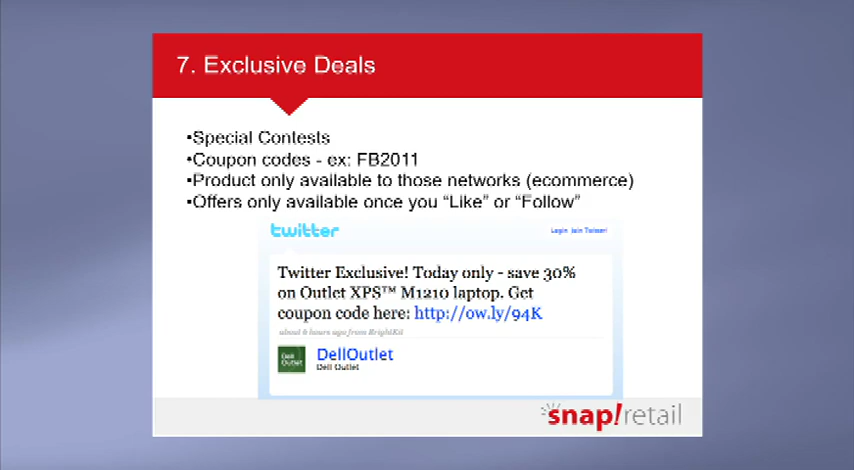 7. Exclusive Deals
•Special Contests
•Coupon codes - ex: FB2011
•Product only available to those networks (ecommerce)
•Offers only available once you “Like” or “Follow”
twitter
Login Join Twitter!
Twitter Exclusive! Today only - save 30%
on Outlet XPS™ M1210 laptop. Get
coupon code here: http://ow.ly/94K
about 6 hours ago from BrightKit
Dell
Outlet
DellOutlet
Dell Outlet
snap!retail